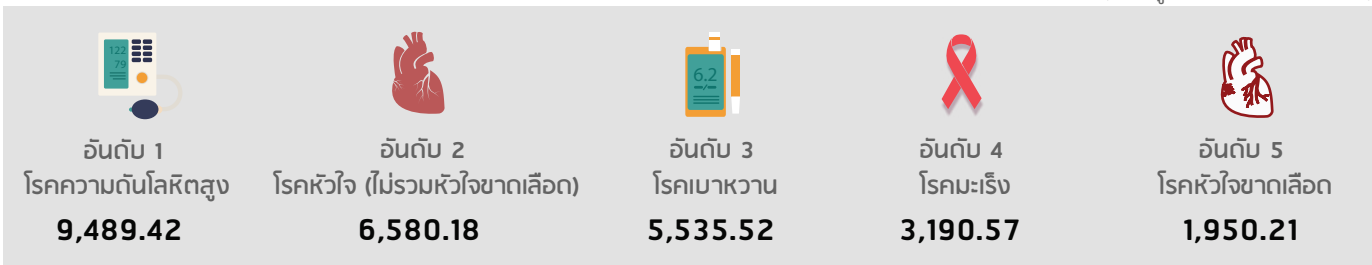 122
79
6.2
อันดับ 1
โรคความดันโลหิตสูง
9,489.42
อันดับ 2
โรคหัวใจ (ไม่รวมหัวใจขาดเลือด)
6,580.18
อันดับ 3
โรคเบาหวาน
5,535.52
อันดับ 4
โรคมะเร็ง
3,190.57
อันดับ 5
โรคหัวใจขาดเลือด
1,950.21